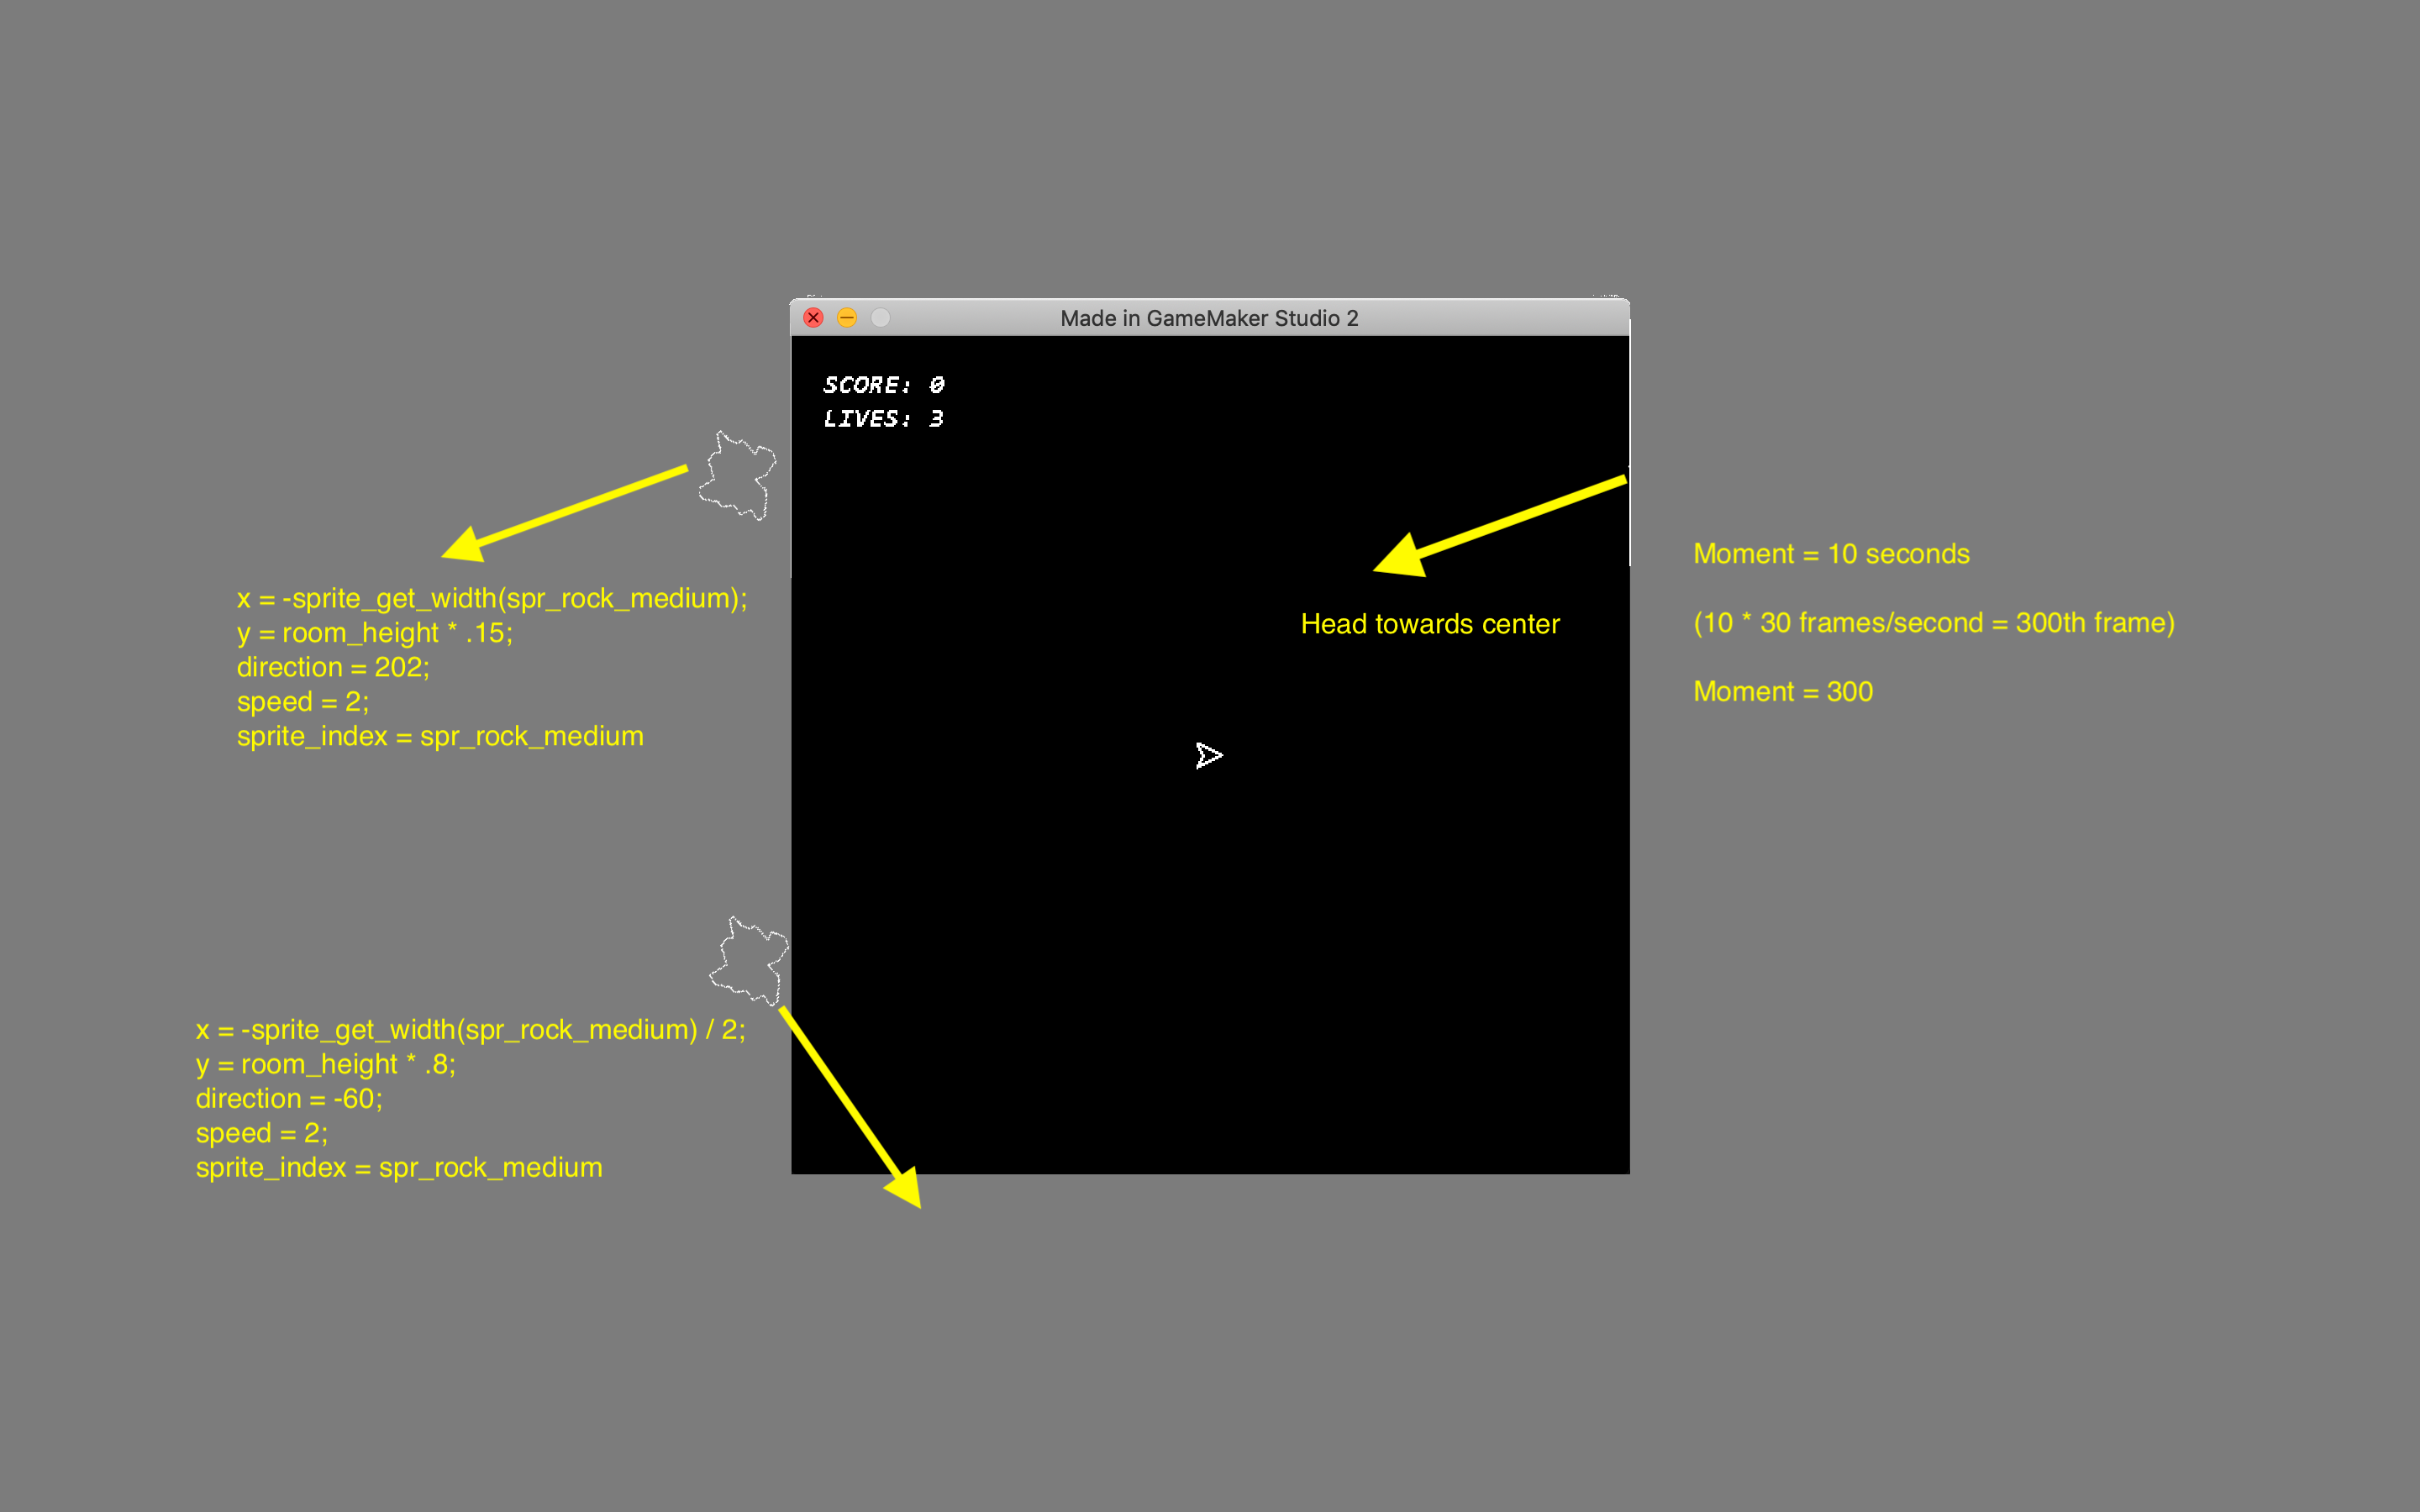 Made in GameMaker Studio 2
SCORE: 0
LIVES: 3
x = -sprite_get_width(spr_rock_medium);
y = room_height * .15;
direction = 202;
speed = 2;
sprite_index = spr_rock_medium
Head towards center
Moment = 10 seconds
(10 * 30 frames/second = 300th frame)
Moment = 300
x = -sprite_get_width(spr_rock_medium) / 2;
y = room_height * .8;
direction = -60;
speed = 2;
sprite_index = spr_rock_medium